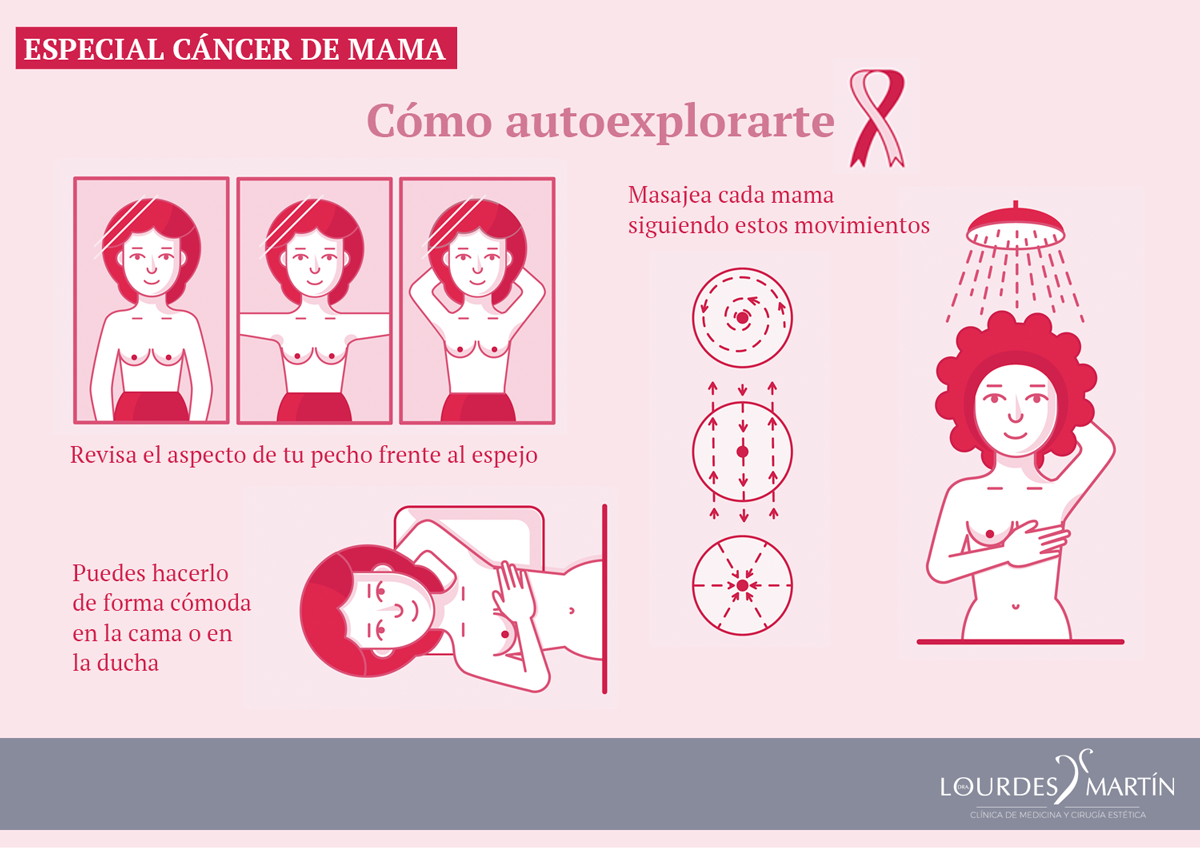 ESPECIAL CÁNCER DE MAMA
Cómo autoexplorarte
Masajea cada mama
siguiendo estos movimientos
Revisa el aspecto de tu pecho frente al espejo
Puedes hacerlo
de forma cómoda
en la cama o en
la ducha
DRA. LOURDES MARTÍN
CLÍNICA DE MEDICINA Y CIRUGÍA ESTÉTICA